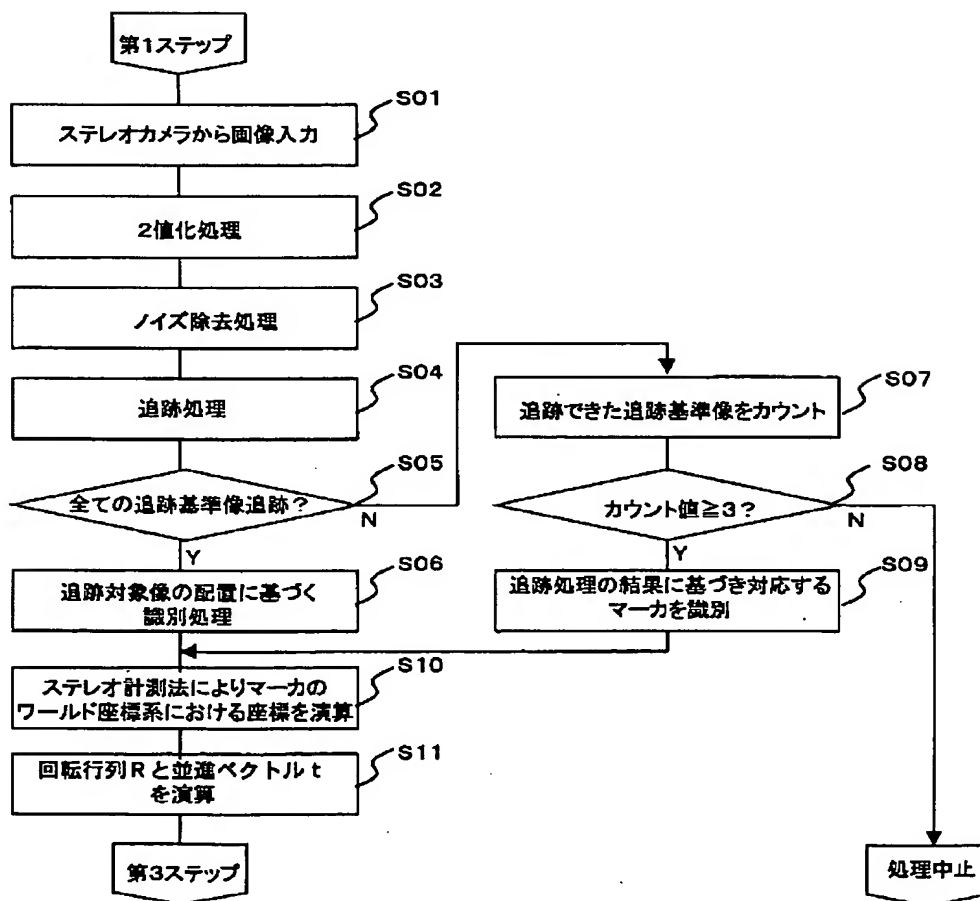 第1ステップ
S01
ステレオカメラから画像入力
S02
2値化処理
S03
ノイズ除去処理
S04
追跡処理
S05
全ての追跡基準像追跡？
N
Y
S06
追跡対象像の配置に基づく
識別処理
S07
追跡できた追跡基準像をカウント
S08
カウント値≧3？
N
Y
S09
追跡処理の結果に基づき対応する
マーカを識別
S10
ステレオ計測法によりマーカの
ワールド座標系における座標を演算
S11
回転行列Rと並進ベクトルt
を演算
第3ステップ
処理中止